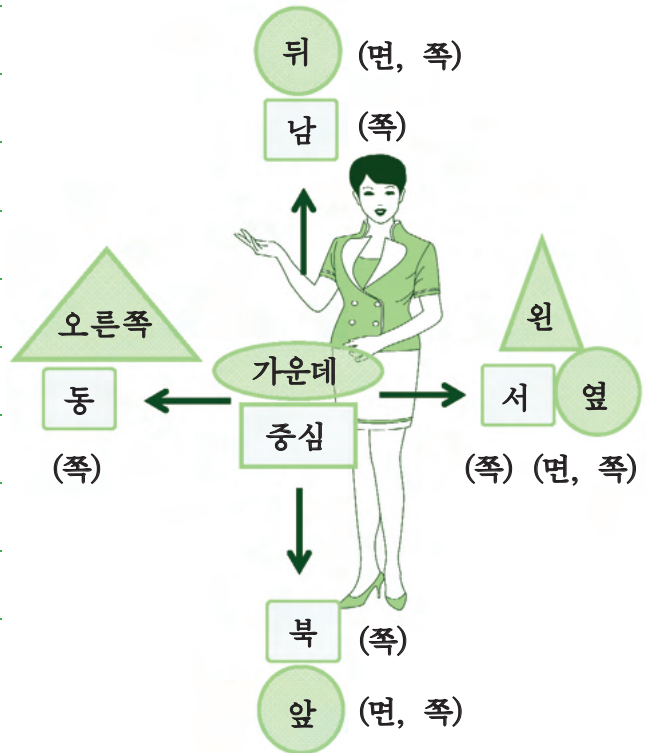 뒤 (면, 쪽)
남 (쪽)
오른쪽
왼
가운데
동
서 옆
중심
(쪽)
(쪽) (면, 쪽)
북 (쪽)
앞 (면, 쪽)